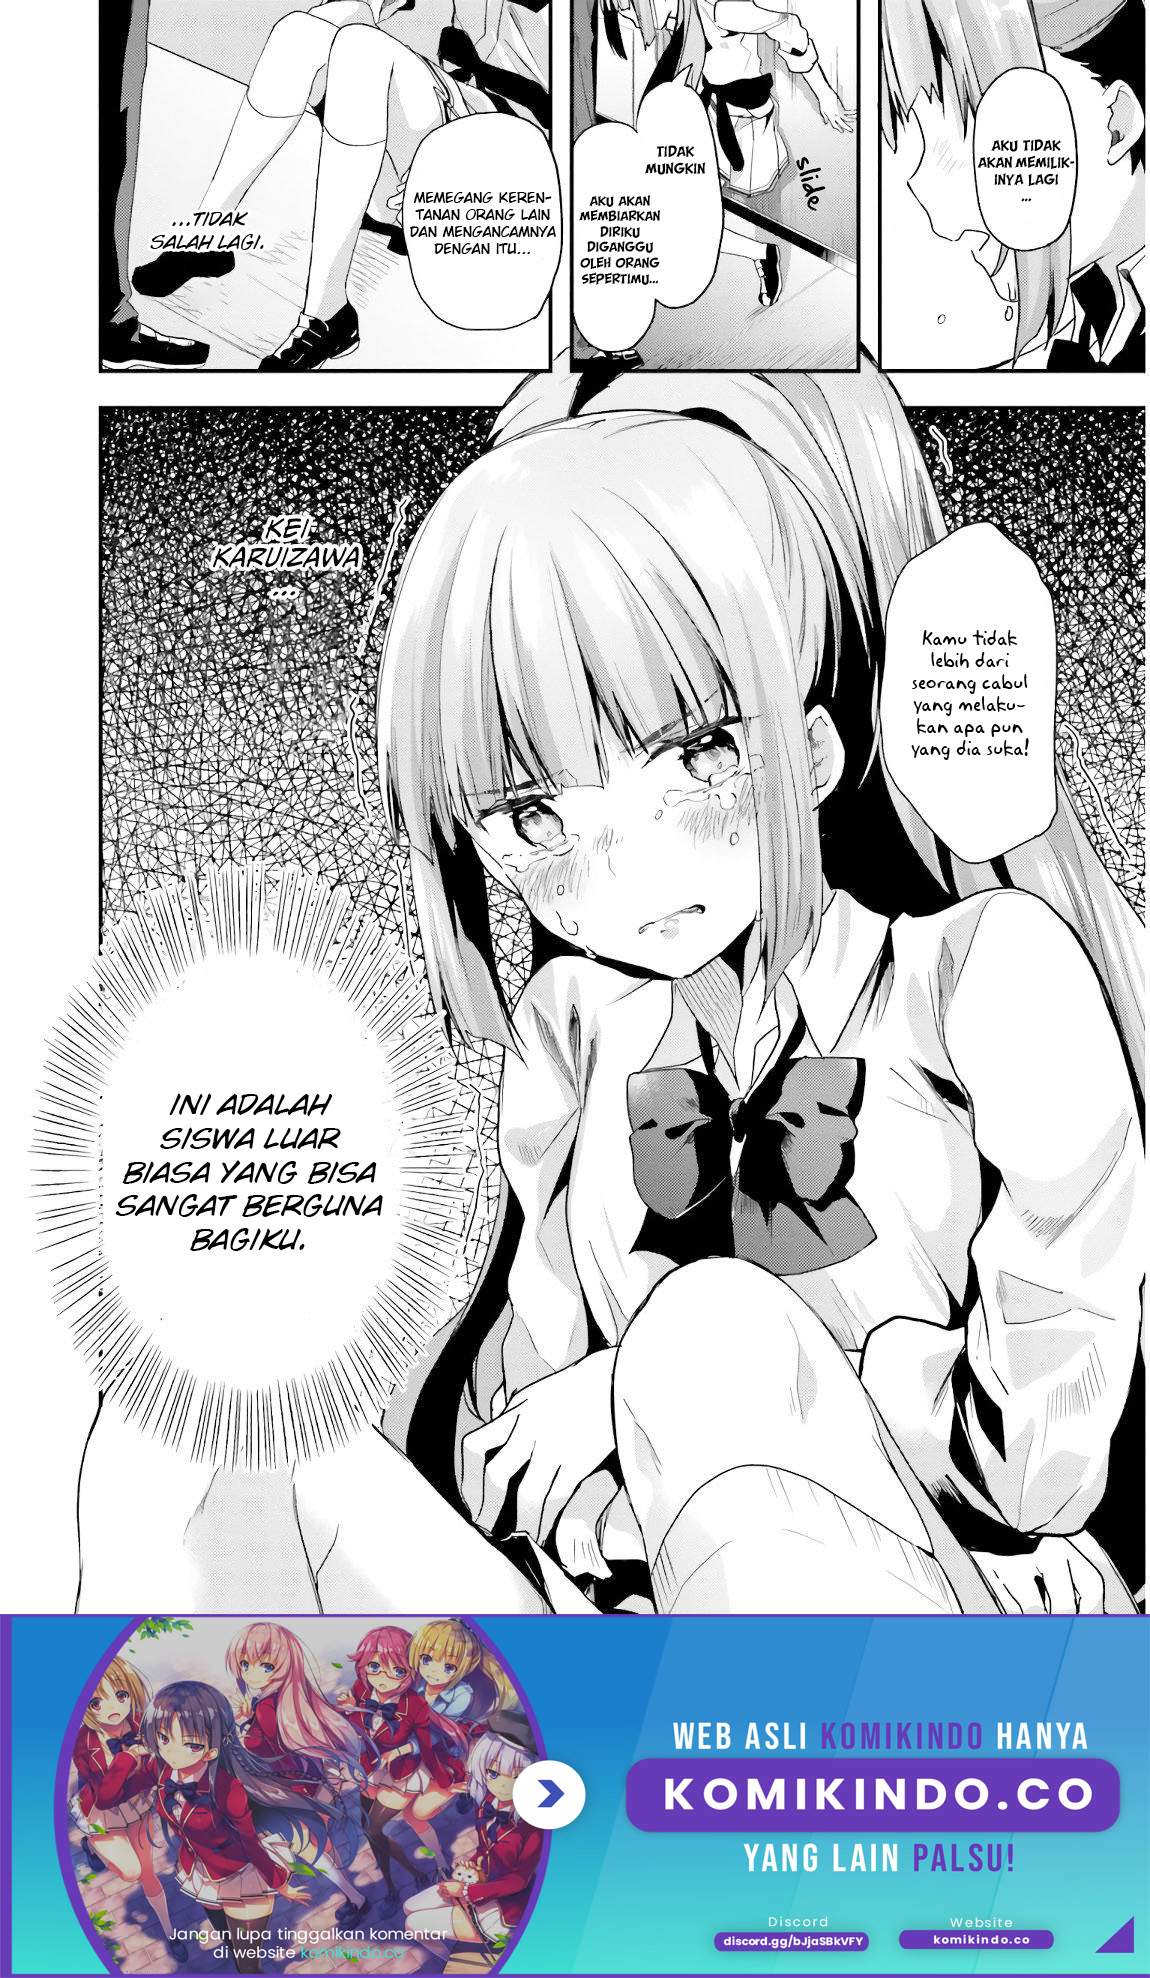 AKU TIDAK
AKAN MEMILIK-
INYA LAGI
...
TIDAK
MUNGKIN
AKU AKAN
MEMBIARKAN
DIRIKU
DIGANGGU
OLEH ORANG
SEPERTIMU...
slide
MEMEGANG KEREN-
TANAN ORANG LAIN
DAN MENGANCAMNYA
DENGAN ITU...
...TIDAK
SALAH LAGI.
Kamu tidak
lebih dari
seorang cabul
yang melaku-
kan apa pun
yang dia suka!
KEI
KARUIZAWA
...
INI ADALAH
SISWA LUAR
BIASA YANG BISA
SANGAT BERGUNA
BAGIKU.
WEB ASLI KOMIKINDO HANYA
KOMIKINDO.CO
YANG LAIN PALSU!
Jangan lupa tinggalkan komentar
di website komikindo.co
Discord
discord.gg/bJjaSBkVFY
Website
komikindo.co